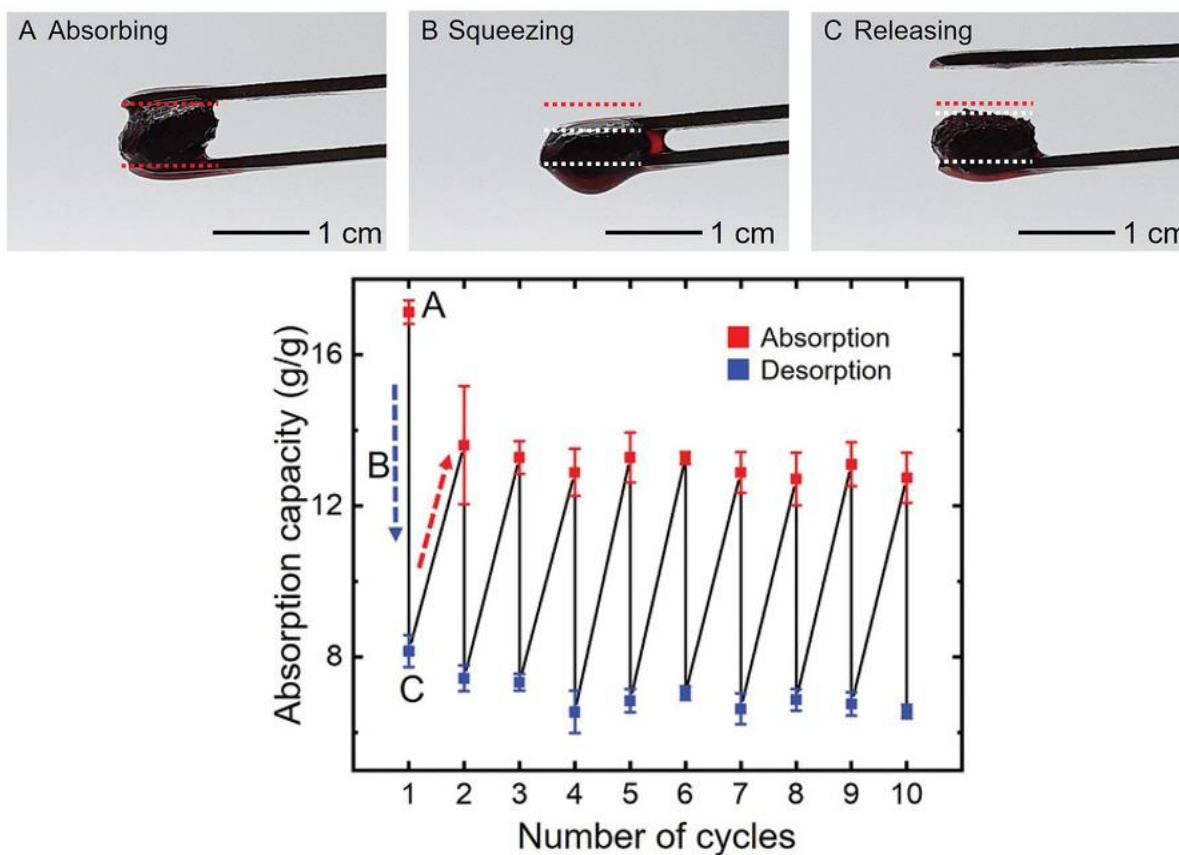 A Absorbing
B Squeezing
C Releasing
1 cm
1 cm
1 cm
Absorption capacity (g/g)
16
12
8
A
B
C
Absorption
Desorption
1 2 3 4 5 6 7 8 9 10
Number of cycles